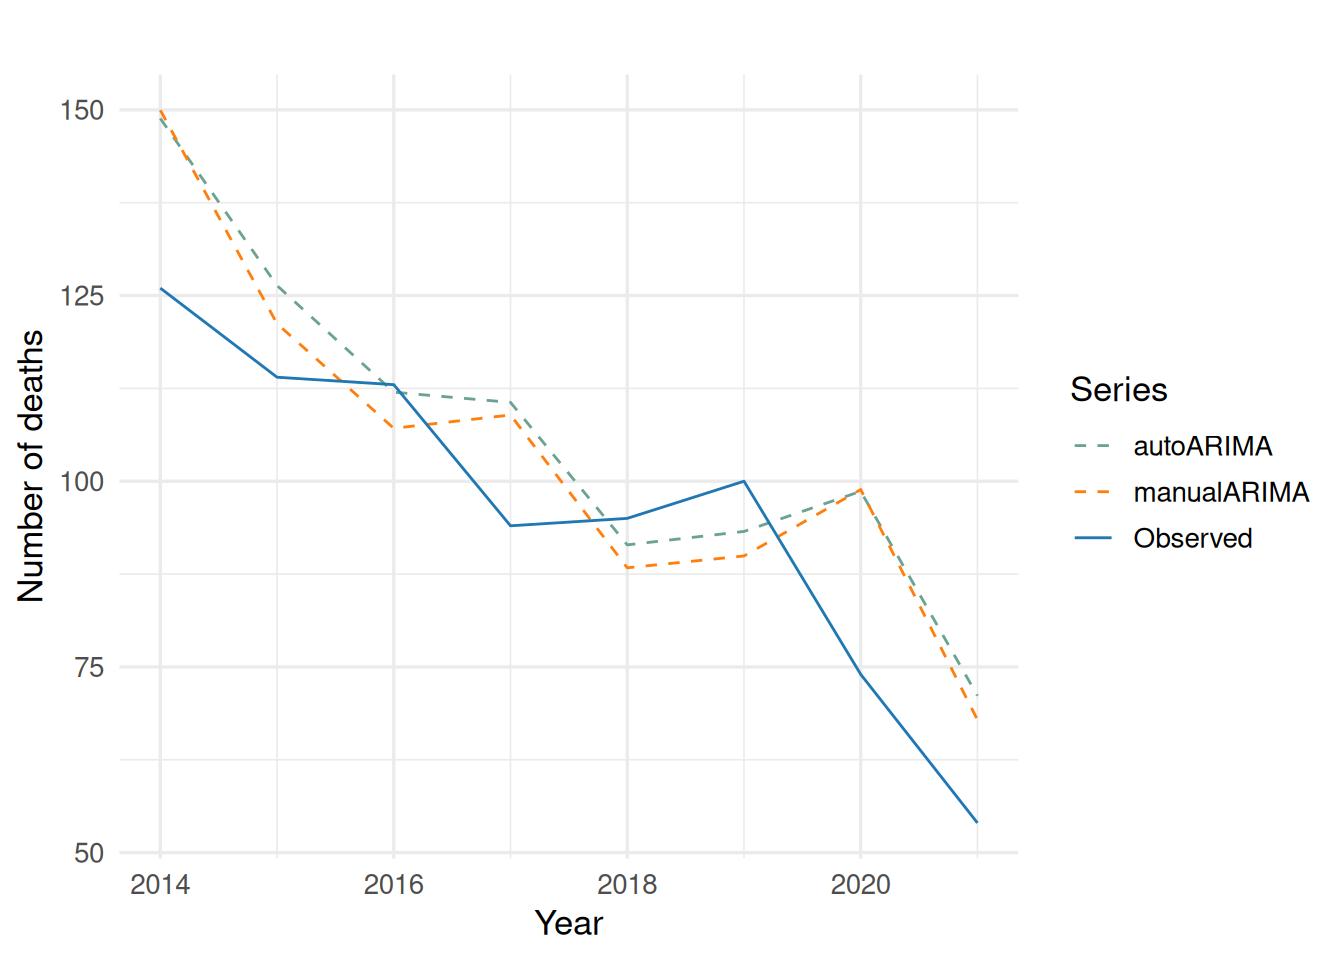 150
125
100
75
50
Number of deaths
2014 2016 2018 2020
Year
Series
autoARIMA
manualARIMA
Observed